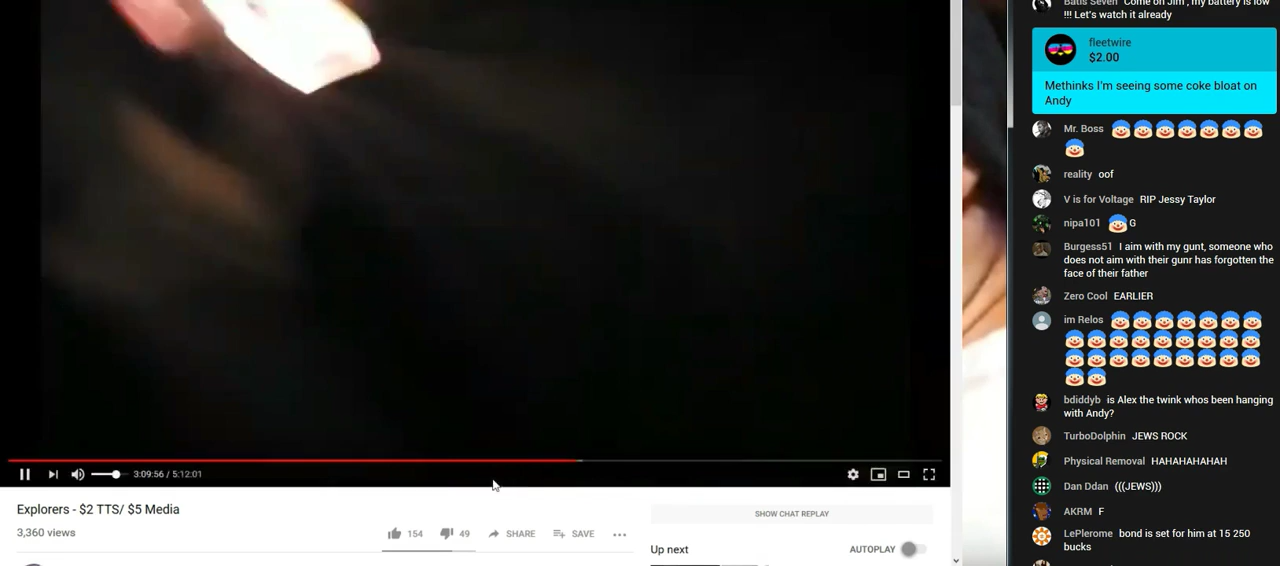 Batis Seven Come on Jim , my battery is low
!!! Let's watch it already
fleetwire
$2.00
Methinks I'm seeing some coke bloat on
Andy
Mr. Boss
reality oof
V is for Voltage RIP Jessy Taylor
nipa101 G
Burgess51 I aim with my gunt, someone who
does not aim with their gunr has forgotten the
face of their father
Zero Cool EARLIER
im Relos
bdiddyb is Alex the twink whos been hanging
with Andy?
TurboDolphin JEWS ROCK
Physical Removal HAHAHAHAHAH
Dan Ddan (((JEWS)))
AKRM F
LePlerome bond is set for him at 15 250
bucks
3:09:56 / 5:12:01
Explorers - $2 TTS/ $5 Media
3,360 views
154 49 SHARE SAVE
SHOW CHAT REPLAY
Up next AUTOPLAY